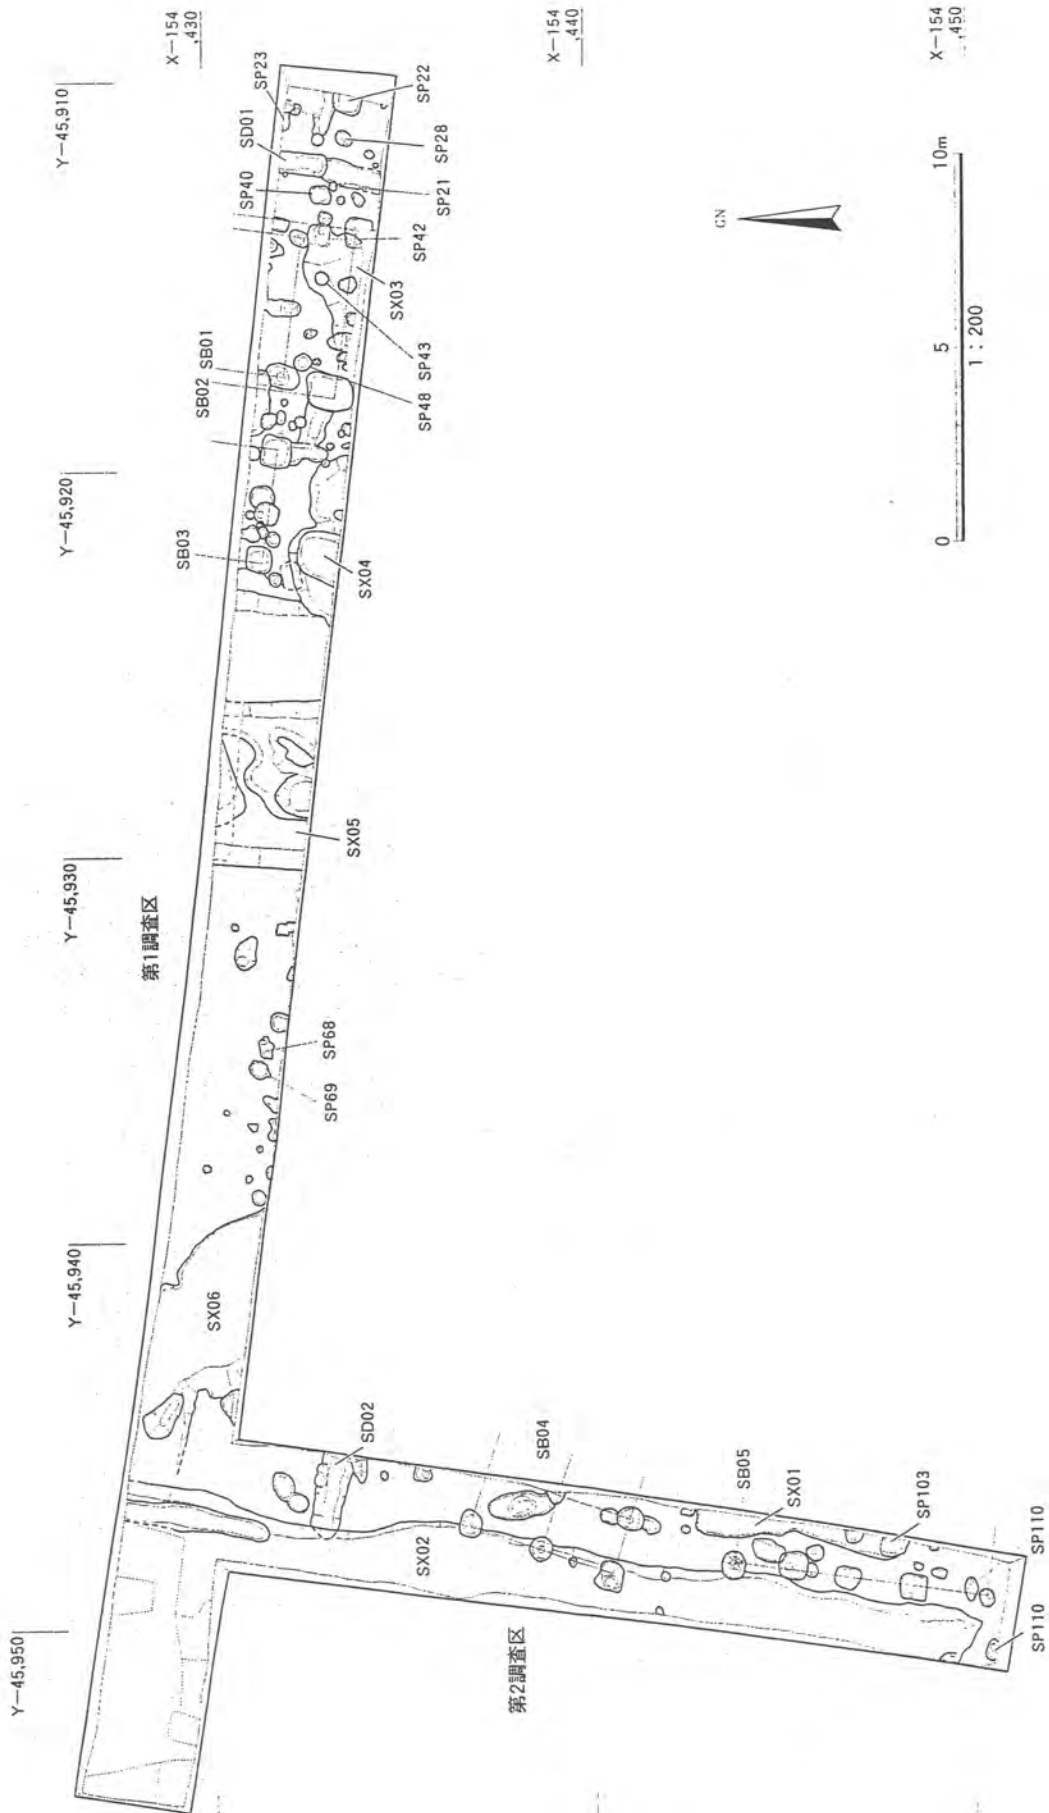 X−154
,430
X−154
,440
X−154
,450
Y−45,910
Y−45,920
Y−45,930
Y−45,940
Y−45,950
SP23
SD01
SP40
SP22
SP28
SP21
SP42
SX03
SP43
SP48
SB01
SB02
SB03
SX04
SX05
第1調査区
SP68
SP69
SX06
SD02
SB04
SX02
SB05
SX01
SP103
SP110
SP110
第2調査区
GN
0
5
10m
1：200